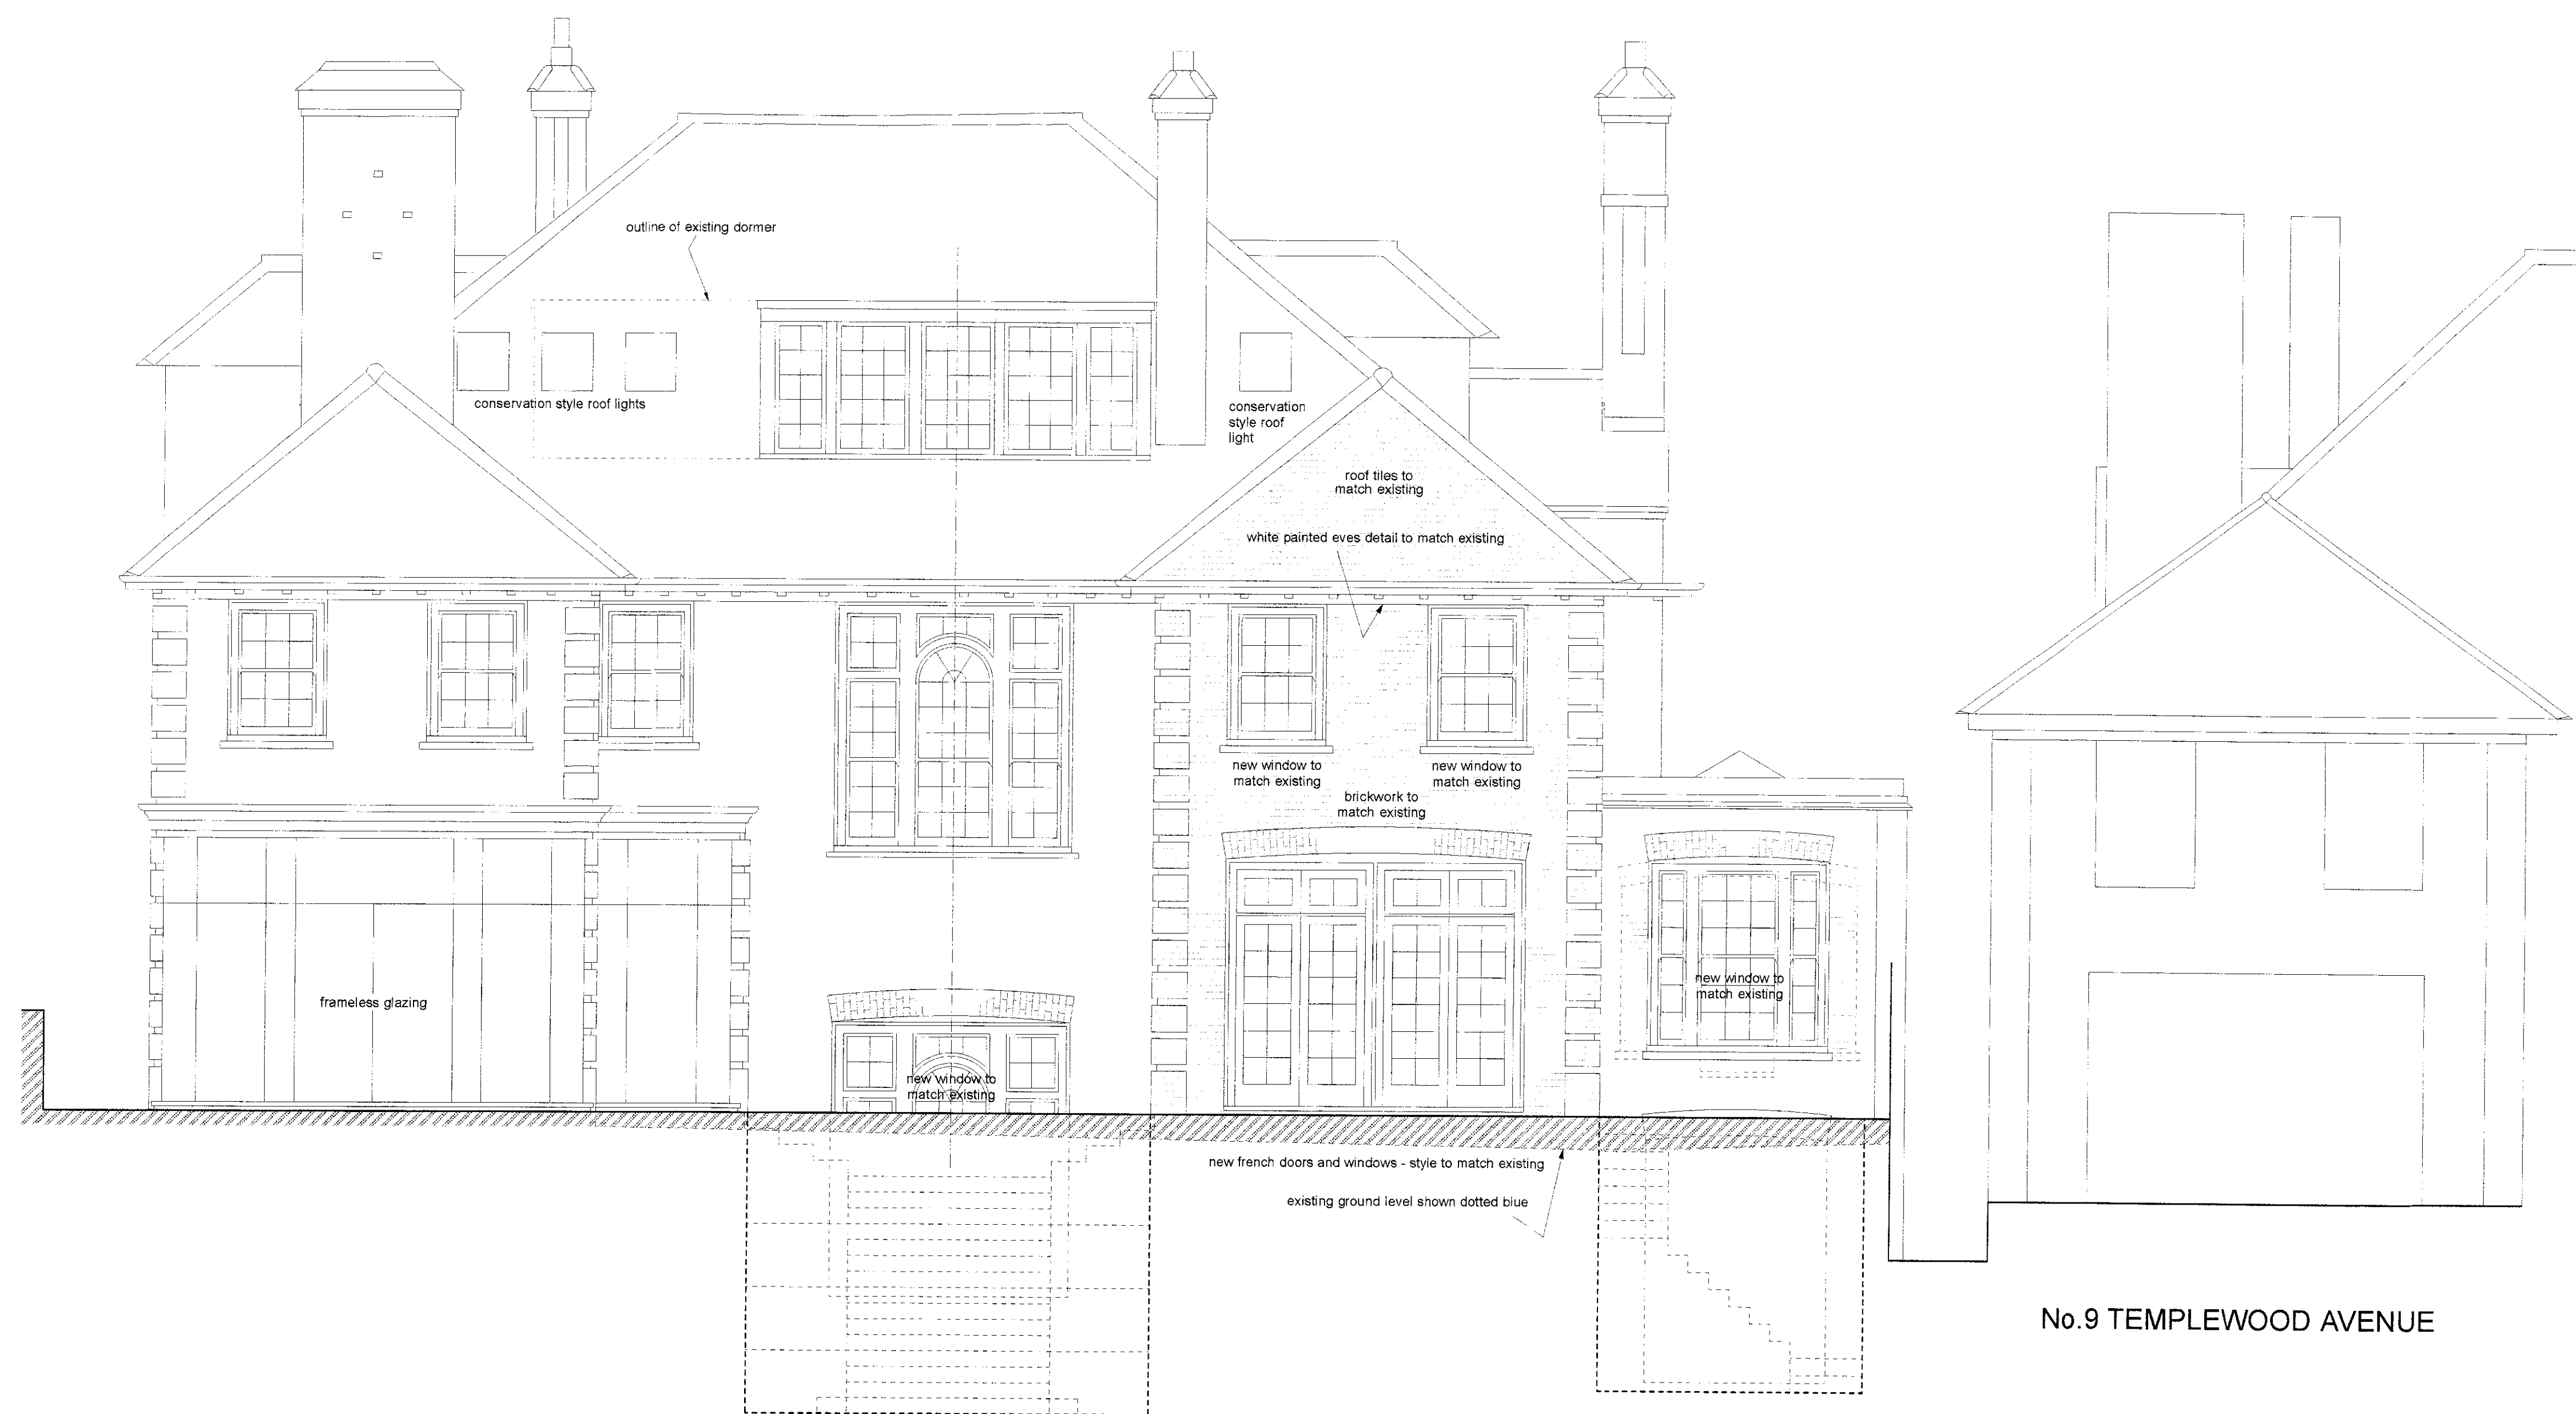 outline of existing dormer
conservation style roof lights
conservation
style roof
light
roof tiles to
match existing
white painted eves detail to match existing
new window to
match existing
new window to
match existing
brickwork to
match existing
new window to
match existing
frameless glazing
new window to
match existing
new french doors and windows - style to match existing
existing ground level shown dotted blue
No.9 TEMPLEWOOD AVENUE